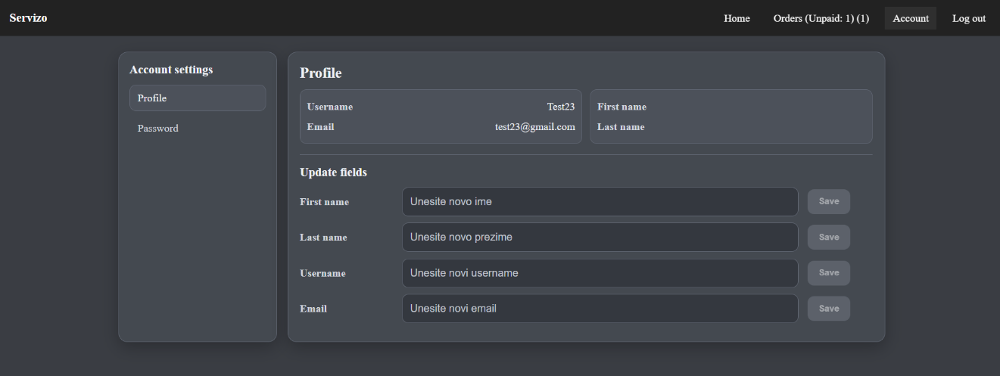 Servizo
Home Orders (Unpaid: 1) (1) Account Log out
Account settings
Profile
Password
Profile
Username Test23
Email test23@gmail.com
First name
Last name
Update fields
First name Unesite novo ime Save
Last name Unesite novo prezime Save
Username Unesite novi username Save
Email Unesite novi email Save